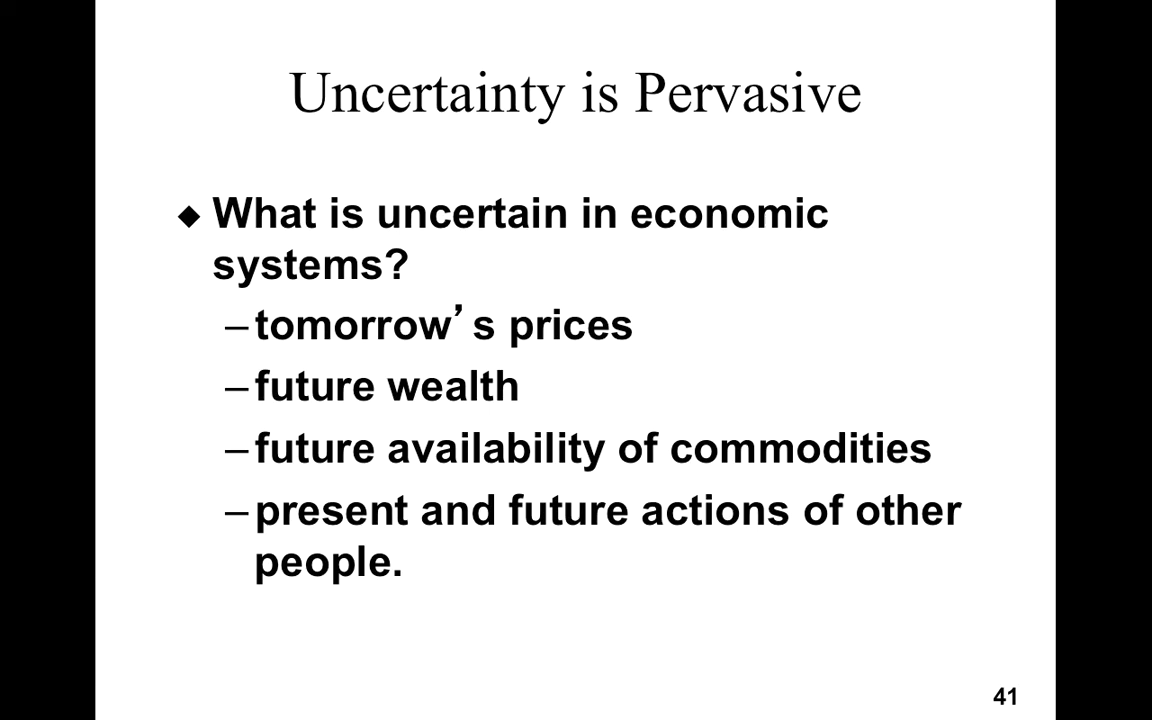 Uncertainty is Pervasive
◆ What is uncertain in economic
systems?
– tomorrow’s prices
– future wealth
– future availability of commodities
– present and future actions of other
people.
41